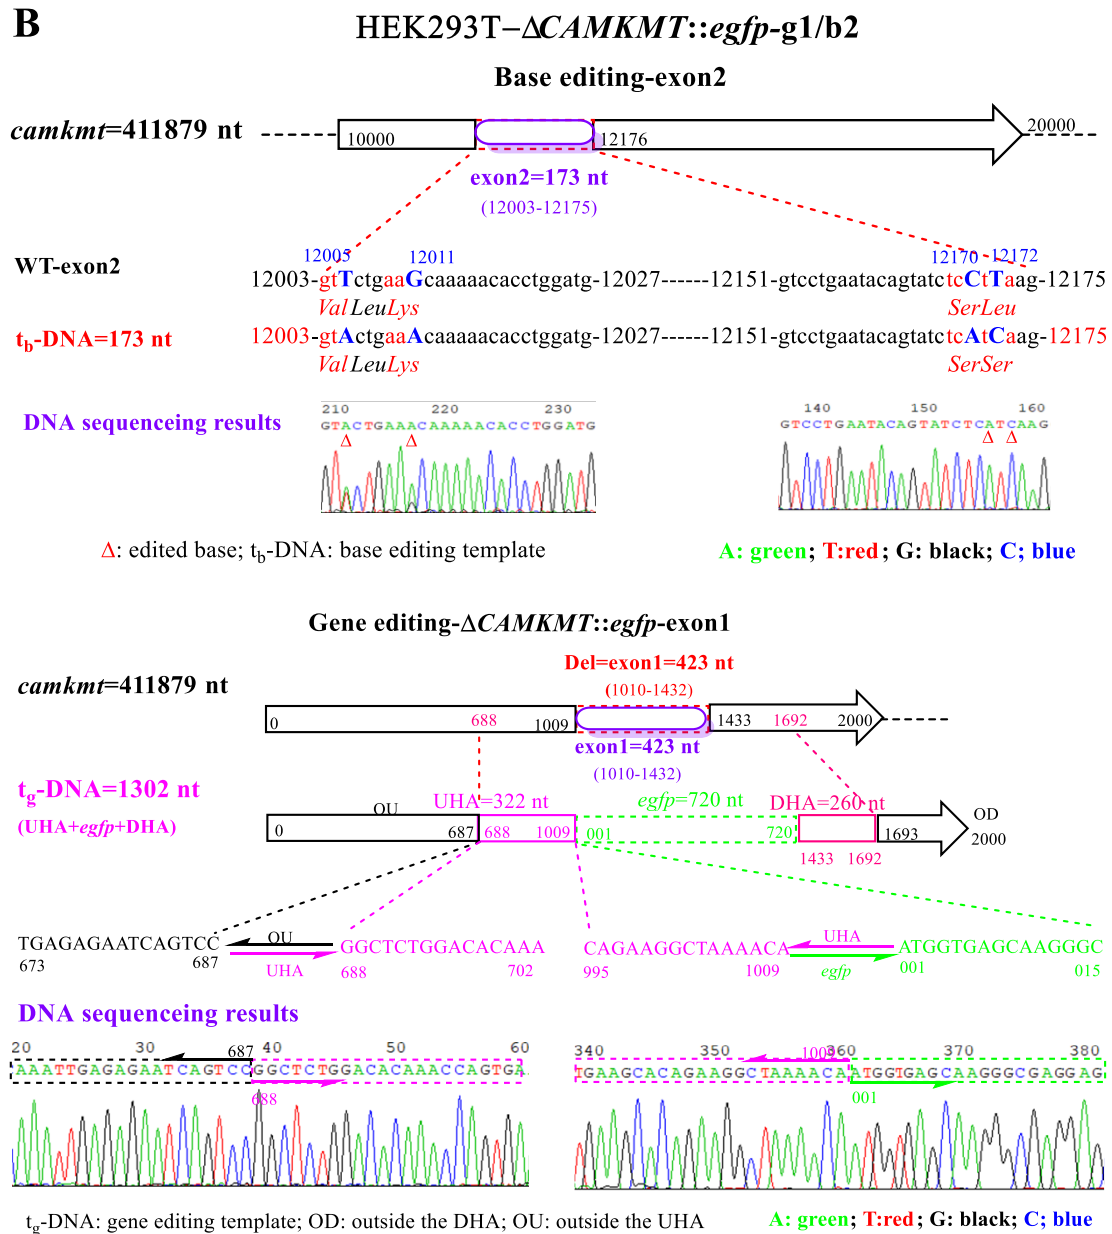 B
HEK293T–ΔCAMKMT::egfp-g1/b2
Base editing-exon2
camkmt=411879 nt
10000
12176
20000
exon2=173 nt
(12003-12175)
12005
12011
12170 12172
WT-exon2
12003-gtTctgaaGcaaaaacacctggatg-12027------12151-gtcctgaatacagtatctcCtTaag-12175
ValLeuLys
SerLeu
tb-DNA=173 nt
12003-gtActgaaAcaaaaacacctggatg-12027------12151-gtcctgaatacagtatctcAtCaag-12175
ValLeuLys
SerSer
DNA sequenceing results
210 220 230
GTACTGAAACAAAAACACCTGGATG
Δ Δ
140 150 160
GTCCTGAATACAGTATCTCATCAAG
Δ Δ
Δ: edited base; tb-DNA: base editing template
A: green; T:red; G: black; C; blue
Gene editing-ΔCAMKMT::egfp-exon1
Del=exon1=423 nt
(1010-1432)
camkmt=411879 nt
0
688
1009
1433
1692
2000
exon1=423 nt
(1010-1432)
tg-DNA=1302 nt
(UHA+egfp+DHA)
OU
UHA=322 nt
egfp=720 nt
DHA=260 nt
OD
0
687
688
1009
001
720
1433 1692
1693
2000
TGAGAGAATCAGTCC
OU
UHA
GGCTCTGGACACAAA
673
687
688
702
CAGAAGGCTAAAACA
UHA
egfp
ATGGTGAGCAAGGGC
995
1009
001
015
DNA sequenceing results
20 30 687 40 50 60
AAATTGAGAGAATCAGTCCGGCTCTGGACACAAACCAGTGA
688
340 350 1009 360 370 380
TGAAGCACAGAAGGCTAAAACAATGGTGAGCAAGGGCGAGGAG
001
tg-DNA: gene editing template; OD: outside the DHA; OU: outside the UHA
A: green; T:red; G: black; C; blue